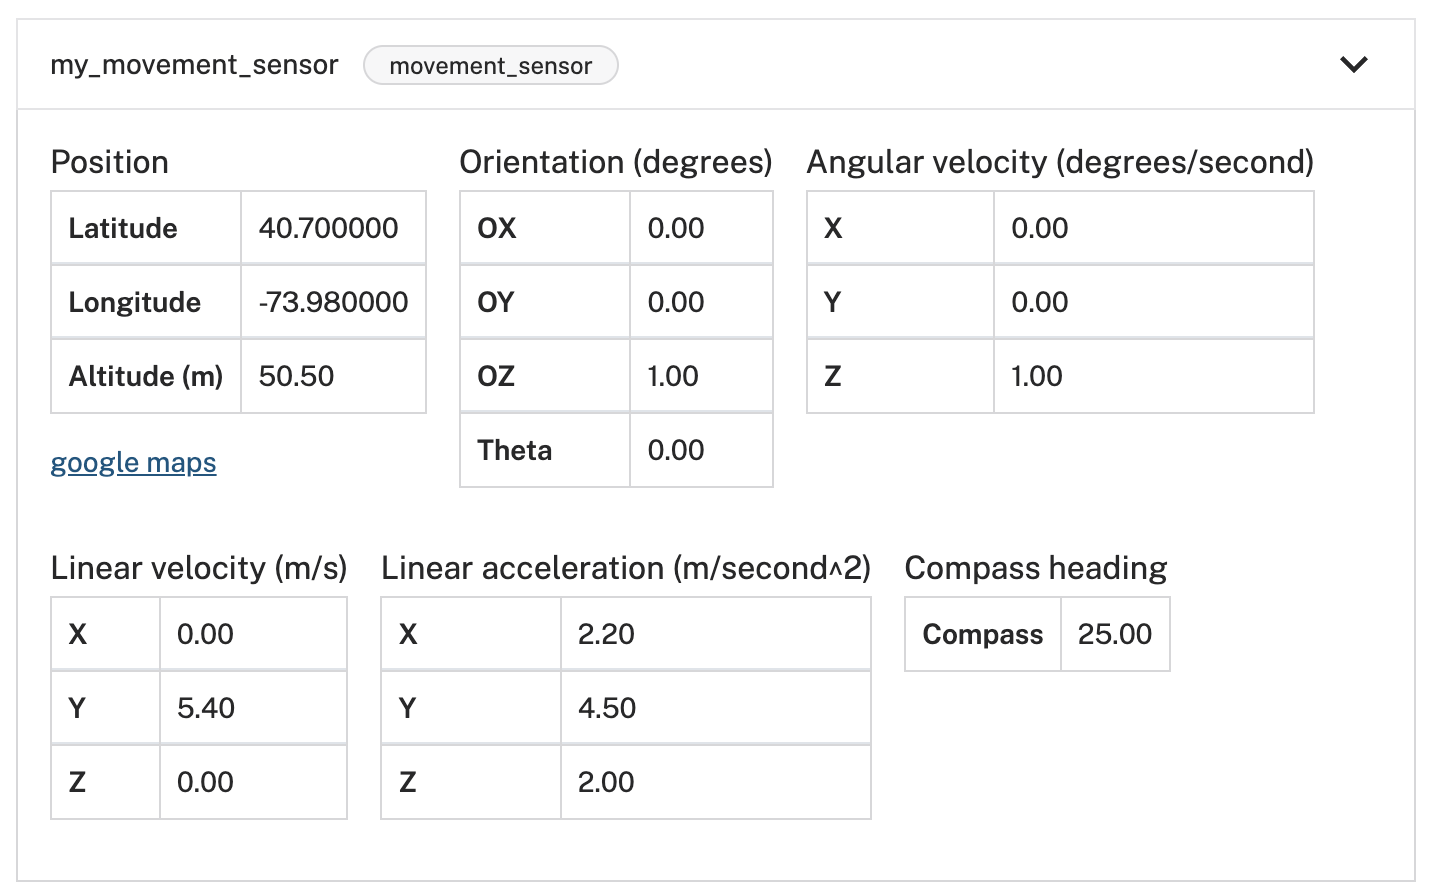 my_movement_sensor movement_sensor
Position
Latitude 40.700000
Longitude -73.980000
Altitude (m) 50.50
google maps
Orientation (degrees)
OX 0.00
OY 0.00
OZ 1.00
Theta 0.00
Angular velocity (degrees/second)
X 0.00
Y 0.00
Z 1.00
Linear velocity (m/s)
X 0.00
Y 5.40
Z 0.00
Linear acceleration (m/second^2)
X 2.20
Y 4.50
Z 2.00
Compass heading
Compass 25.00